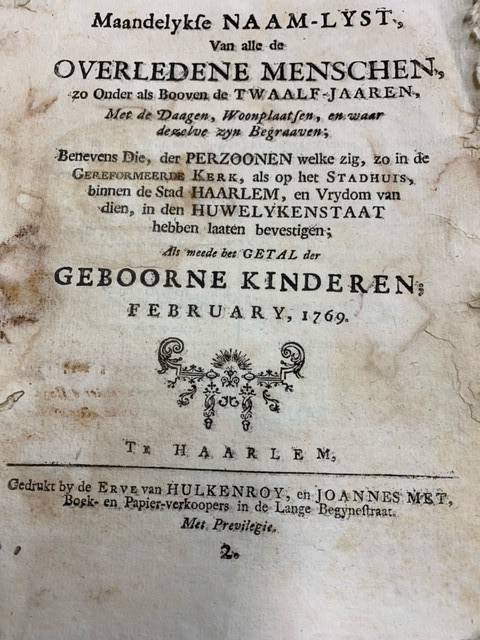 Maandelykſe NAAM-LYST,
Van alle de
OVERLEDENE MENSCHEN,
zo Onder als Booven de TWAALF-JAAREN,
Met de Daagen, Woonplaatſen, en waar
dezelve zyn Begraaven;
Benevens Die, der PERZOONEN welke zig, zo in de
GEREFORMEERDE KERK, als op het STADHUIS,
binnen de Stad HAARLEM, en Vrydom van
dien, in den HUWELYKENSTAAT
hebben laaten bevestigen;
Als meede het GETAL der
GEBOORNE KINDEREN;
FEBRUARY, 1769.
TE HAARLEM,
Gedrukt by de ERVE van HULKENROY, en JOANNES MET,
Boek- en Papier-verkoopers in de Lange Begyneſtraat.
Met Previlegie.
2.